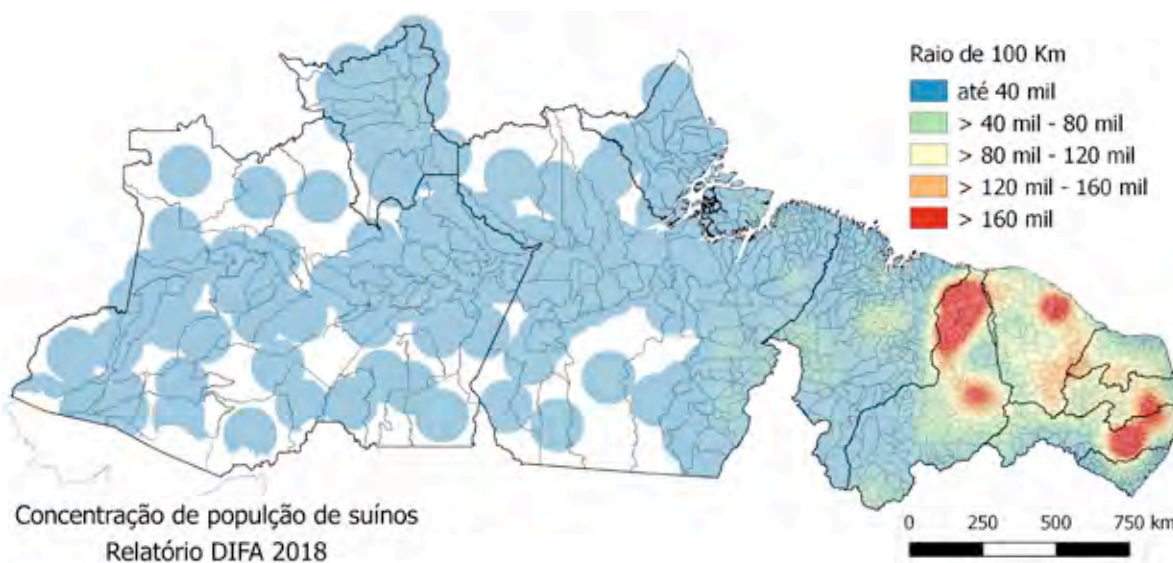 Raio de 100 Km
até 40 mil
> 40 mil - 80 mil
> 80 mil - 120 mil
> 120 mil - 160 mil
> 160 mil
Concentração de populção de suínos
Relatório DIFA 2018
0 250 500 750 km